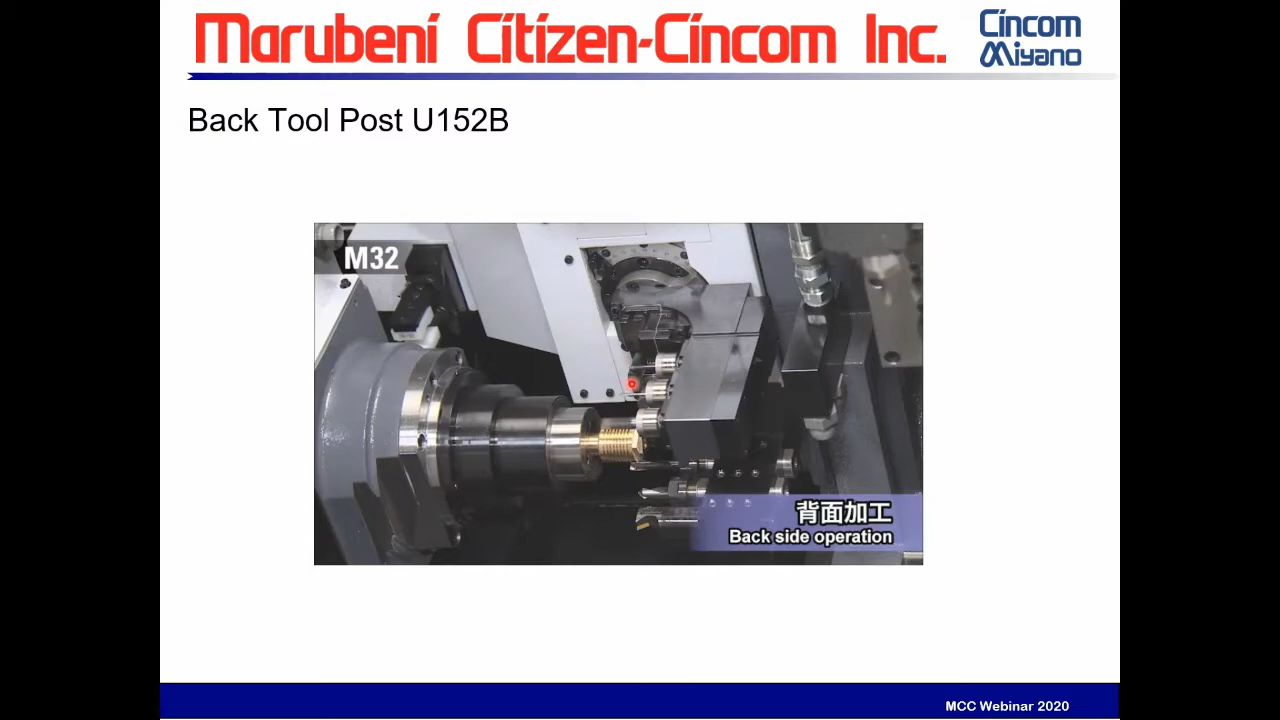 Marubeni Citizen-Cincom Inc.
Cincom
Miyano
Back Tool Post U152B
M32
背面加工
Back side operation
MCC Webinar 2020